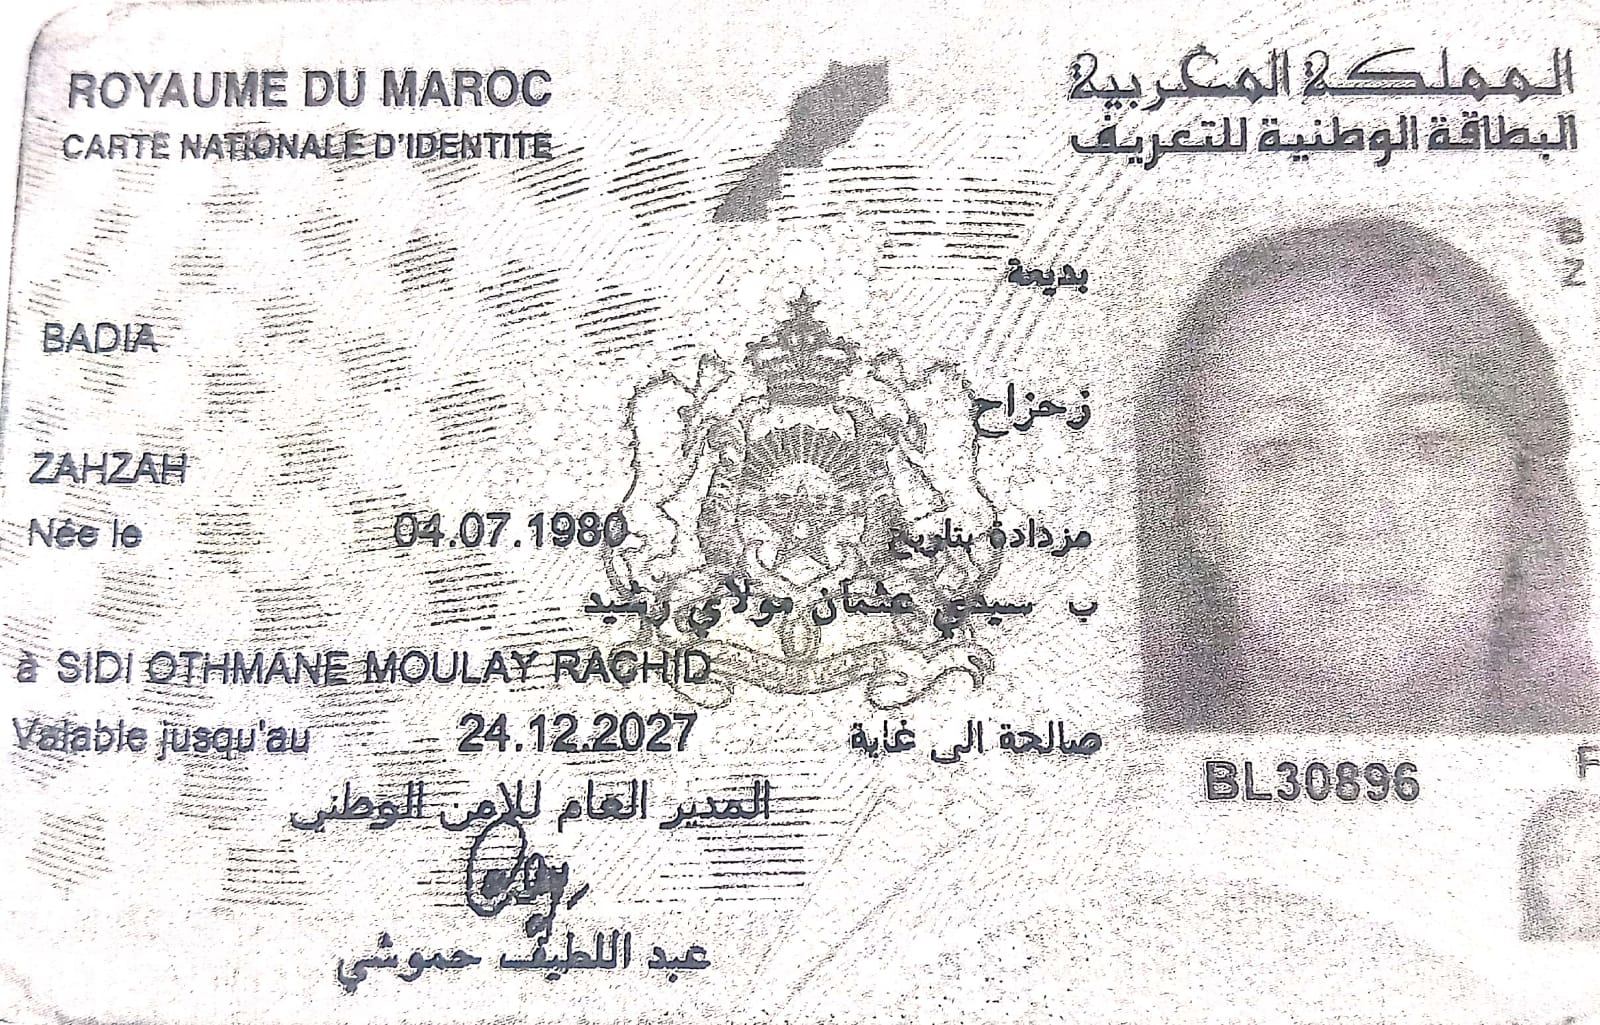 ROYAUME DU MAROC
المملكة المغربية
CARTE NATIONALE D'IDENTITE
البطاقة الوطنية للتعريف
بديعة
BADIA
زحزاح
ZAHZAH
Née le 04.07.1980 مزدادة بتاريخ
ب سيدي عثمان مولاي رشيد
à SIDI OTHMANE MOULAY RACHID
Valable jusqu'au 24.12.2027 صالحة الى غاية
BL30896
المدير العام للامن الوطني
عبد اللطيف حموشي